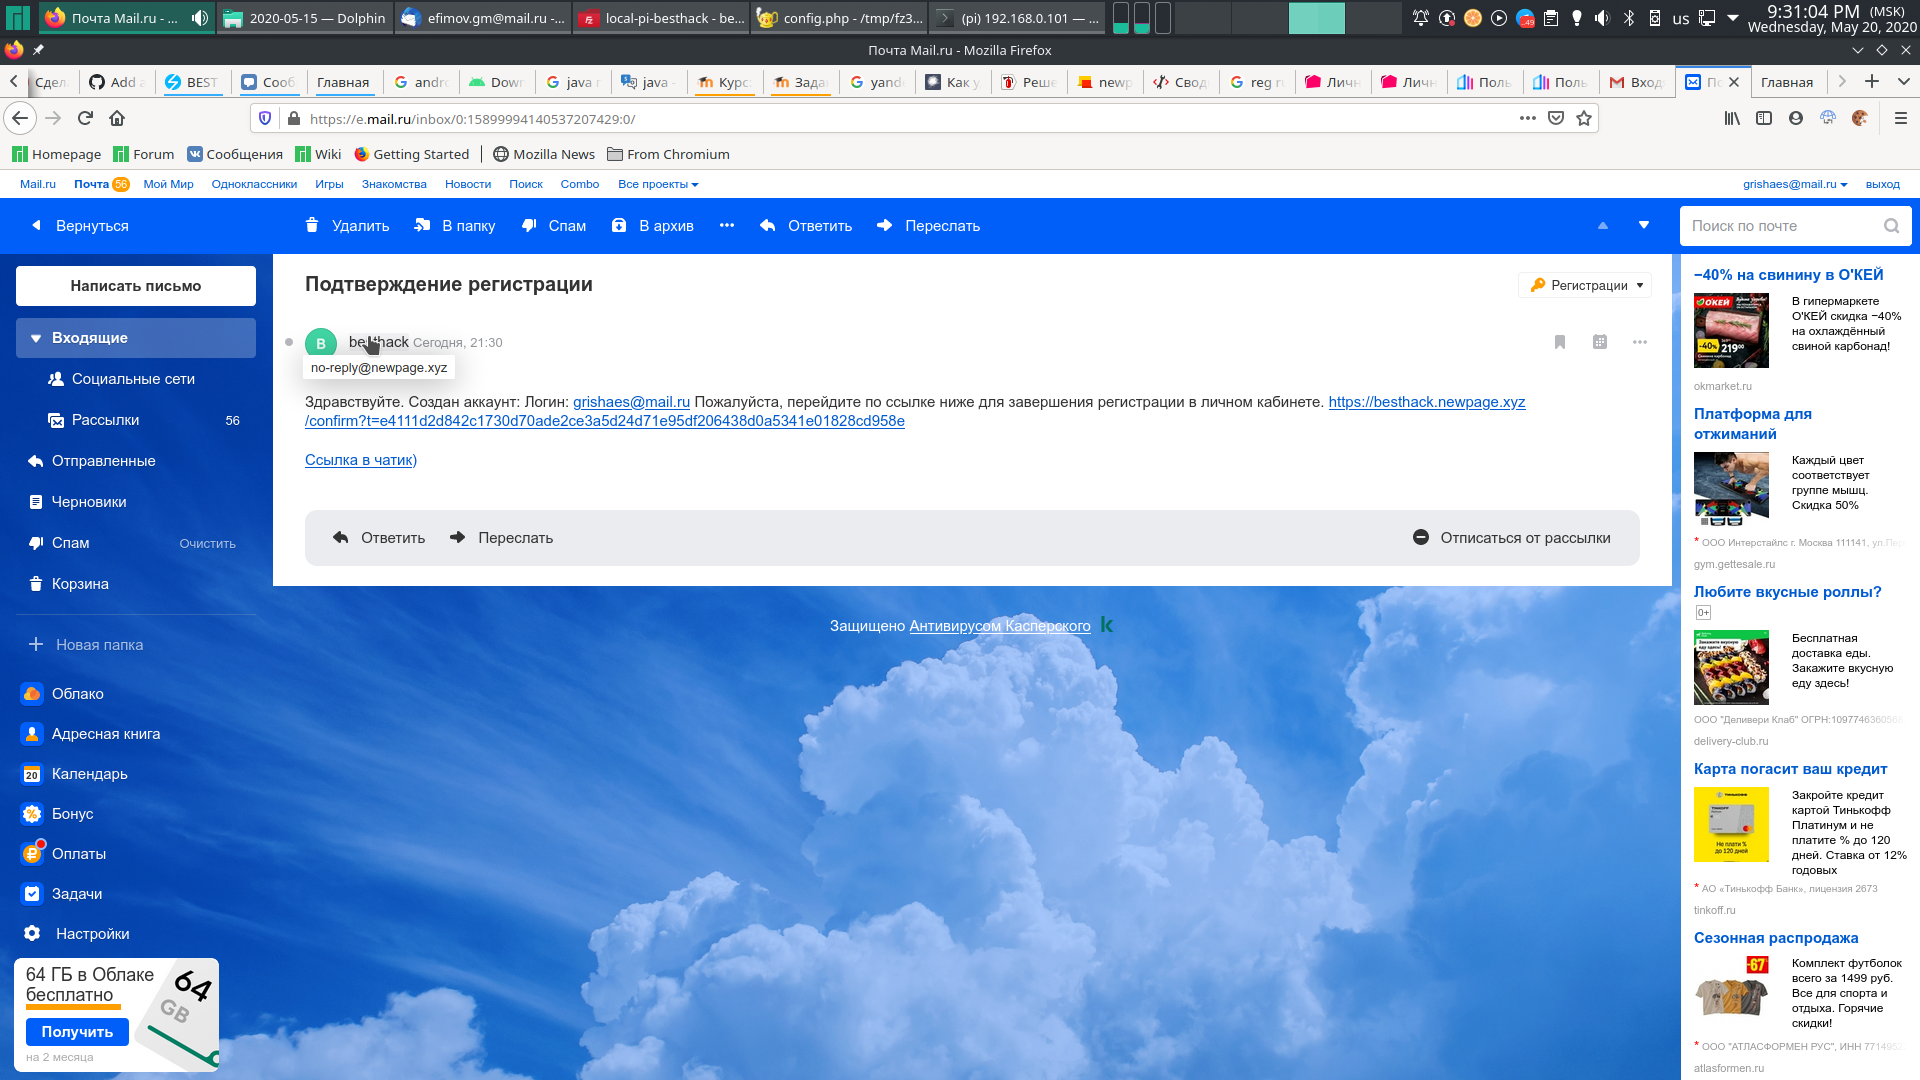 Почта Mail.ru - ...
2020-05-15 — Dolphin
efimov.gm@mail.ru -...
local-pi-besthack - be...
config.php - /tmp/fz3...
(pi) 192.168.0.101 — ...
us
9:31:04 PM (MSK)
Wednesday, May 20, 2020
Почта Mail.ru - Mozilla Firefox
Сдел
Add a
BEST
Сооб
Главная
andro
Down
java r
java -
Курс:
Зада
yand
Как у
Реше
newp
Свод
reg ru
Личн
Личн
Поль
Поль
Вход
По
Главная
https://e.mail.ru/inbox/0:15899994140537207429:0/
Homepage
Forum
Сообщения
Wiki
Getting Started
Mozilla News
From Chromium
Mail.ru
Почта 56
Мой Мир
Одноклассники
Игры
Знакомства
Новости
Поиск
Combo
Все проекты
grishaes@mail.ru
выход
Вернуться
Удалить
В папку
Спам
В архив
Ответить
Переслать
Поиск по почте
Написать письмо
Входящие
Социальные сети
Рассылки 56
Отправленные
Черновики
Спам Очистить
Корзина
Новая папка
Облако
Адресная книга
20 Календарь
Бонус
Оплаты
Задачи
Настройки
64 ГБ в Облаке
бесплатно
64
GB
Получить
на 2 месяца
Подтверждение регистрации
Регистрации
B
besthack Сегодня, 21:30
no-reply@newpage.xyz
Здравствуйте. Создан аккаунт: Логин: grishaes@mail.ru Пожалуйста, перейдите по ссылке ниже для завершения регистрации в личном кабинете. https://besthack.newpage.xyz
/confirm?t=e4111d2d842c1730d70ade2ce3a5d24d71e95df206438d0a5341e01828cd958e
Ссылка в чатик)
Ответить
Переслать
Отписаться от рассылки
Защищено Антивирусом Касперского
−40% на свинину в О'КЕЙ
В гипермаркете
О'КЕЙ скидка −40%
на охлаждённый
свиной карбонад!
okmarket.ru
Платформа для
отжиманий
Каждый цвет
соответствует
группе мышц.
Скидка 50%
* ООО Интерстайлс г. Москва 111141, ул.Пе
gym.gettesale.ru
Любите вкусные роллы?
0+
Бесплатная
доставка еды.
Закажите вкусную
еду здесь!
ООО "Деливери Клаб" ОГРН:1097746360568
delivery-club.ru
Карта погасит ваш кредит
Закройте кредит
картой Тинькофф
Платинум и не
платите % до 120
дней. Ставка от 12%
годовых
* АО «Тинькофф Банк», лицензия 2673
tinkoff.ru
Сезонная распродажа
-67
Комплект футболок
всего за 1499 руб.
Все для спорта и
отдыха. Горячие
скидки!
* ООО "АТЛАСФОРМЕН РУС", ИНН 771495
atlasformen.ru